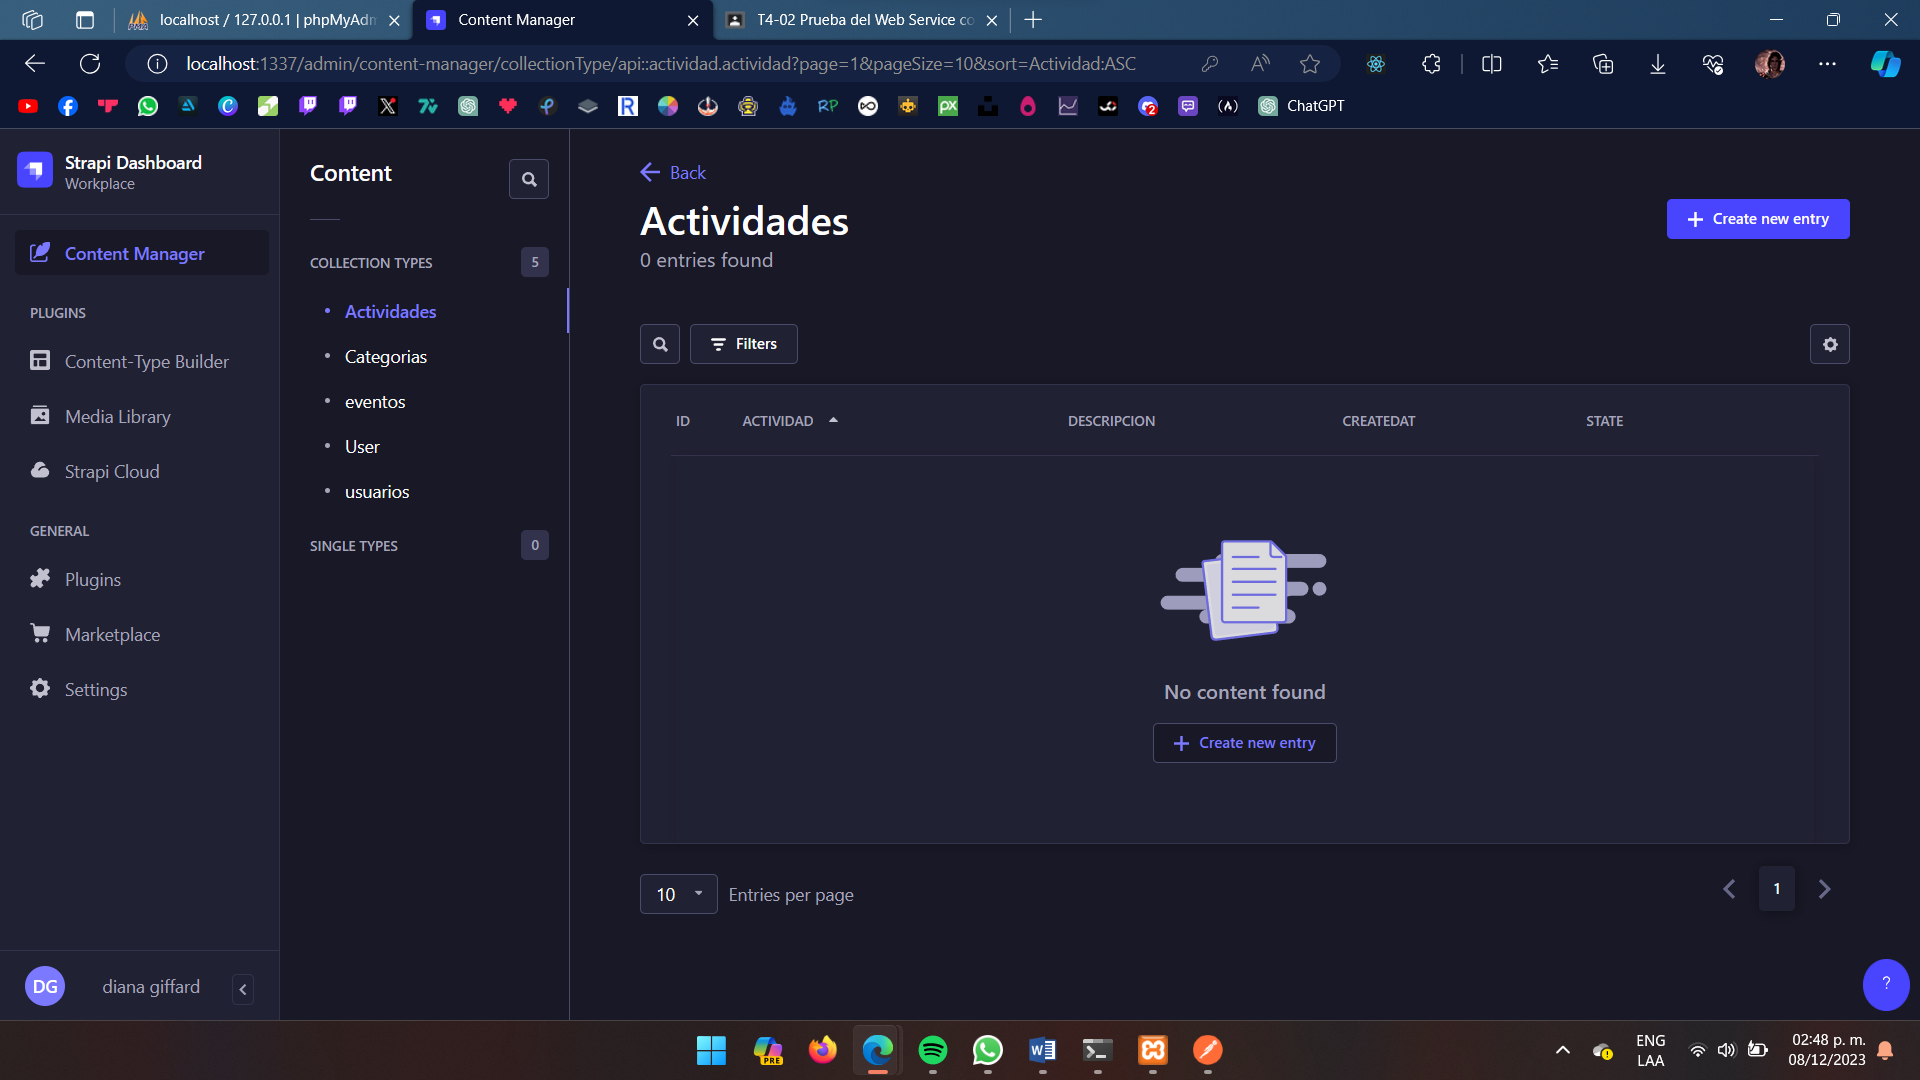 localhost / 127.0.0.1 | phpMyAdm
Content Manager
T4-02 Prueba del Web Service co
localhost:1337/admin/content-manager/collectionType/api::actividad.actividad?page=1&pageSize=10&sort=Actividad:ASC
ChatGPT
Strapi Dashboard
Workplace
Content Manager
PLUGINS
Content-Type Builder
Media Library
Strapi Cloud
GENERAL
Plugins
Marketplace
Settings
DG
diana giffard
Content
COLLECTION TYPES
5
Actividades
Categorias
eventos
User
usuarios
SINGLE TYPES
0
Back
Actividades
0 entries found
Create new entry
Filters
ID ACTIVIDAD DESCRIPCION CREATEDAT STATE
No content found
Create new entry
10 Entries per page
1
?
PRE
ENG
LAA
02:48 p. m.
08/12/2023